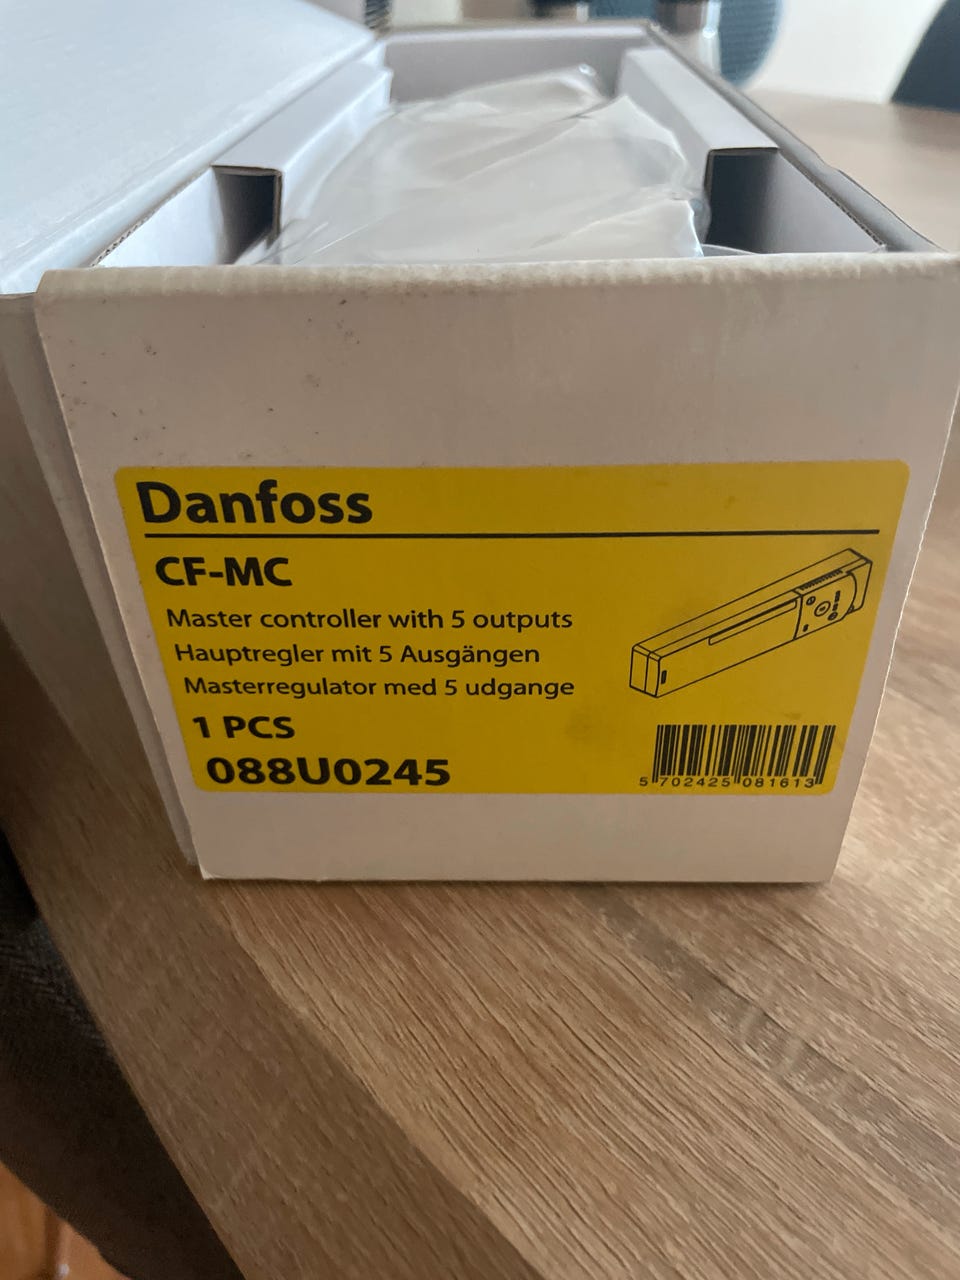 Danfoss
CF-MC
Master controller with 5 outputs
Hauptregler mit 5 Ausgängen
Masterregulator med 5 udgange
1 PCS
088U0245
5 702425 081613